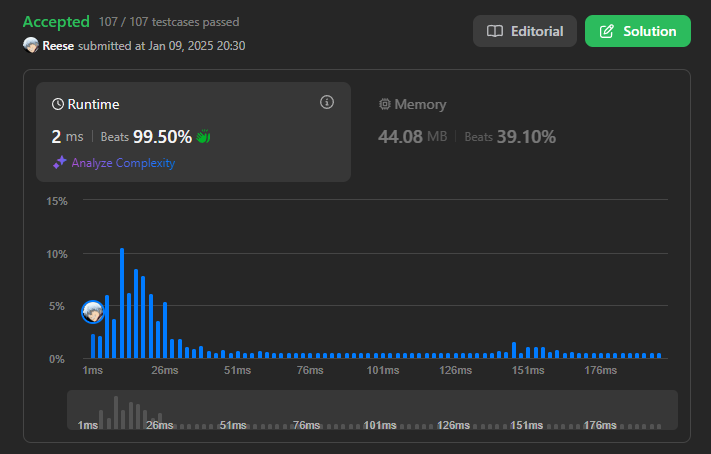 Accepted 107 / 107 testcases passed
Reese submitted at Jan 09, 2025 20:30
Editorial
Solution
Runtime
2 ms Beats 99.50%
Analyze Complexity
Memory
44.08 MB Beats 39.10%
15%
10%
5%
0%
1ms 26ms 51ms 76ms 101ms 126ms 151ms 176ms
1ms 26ms 51ms 76ms 101ms 126ms 151ms 176ms